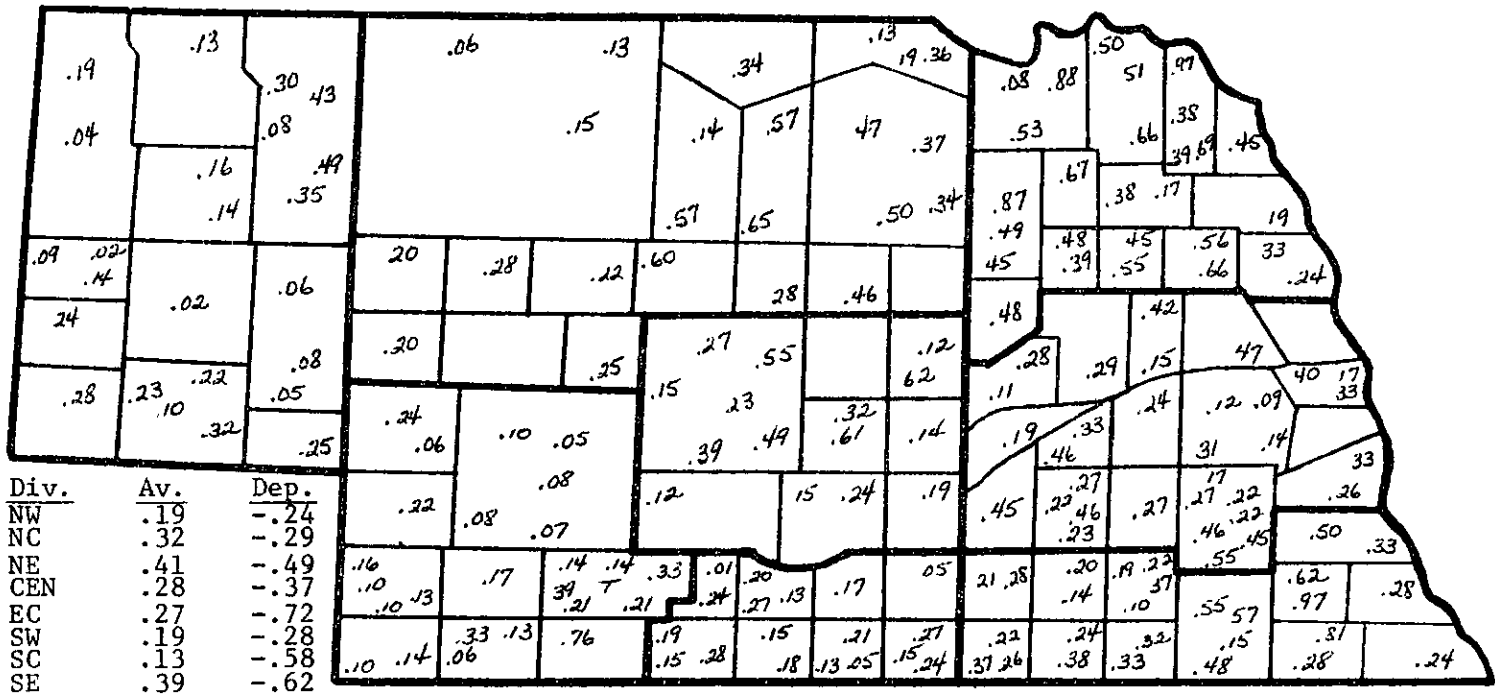 .06 .13 .13
.13 .34 19 .36 .50
.19 .30 43 .08 .88 51 .97
.04 .08 .15 .14 .57 47 .37 .53 .66 .38
.16 .49 .67 39 .69 .45
.14 .35 .57 .65 .50 .34 .87 .38 .17
.49 19
.09 .02 20 .28 .22 .60 45 .48 45 .56 33
.14 .02 .06 28 .46 .39 .55 .66 .24
24 .48 .42
.20 .27 .55 .12 .28 .29 .15 47
.08 .25 .15 62 .11 40 17
.28 .23 .22 .05 23 .24 .12 .09 33
.10 .24 .10 .05 .32 .19 .33 .14
.32 .25 .06 .39 .49 .61 .14 .46 31 33
Div. Av. Dep. .08 .12 15 .24 .19 .27 17 .26
NW .19 -.24 .22 .08 .07 .45 .22 46 .27 .27 .22
NC .32 -.29 .23 46 .22 .50
NE .41 -.49 .16 .14 .14 .33 .01 .20 05 .20 .19 .22 .55 .45 .33
CEN .28 -.37 .10 .17 39 T .24 .13 .17 21 .28 .14 37 .62 .28
EC .27 -.72 .10 .13 .21 .21 .27 .10 .55 .97
SW .19 -.28 .33 .13 .76 .19 .15 .21 .27 .22 .24 .32 57 .81
SC .13 -.58 .10 .14 .06 .15 .28 .18 .13 .05 .15 .24 .37 26 .38 .33 .15 .28 .24
SE .39 -.62 .48